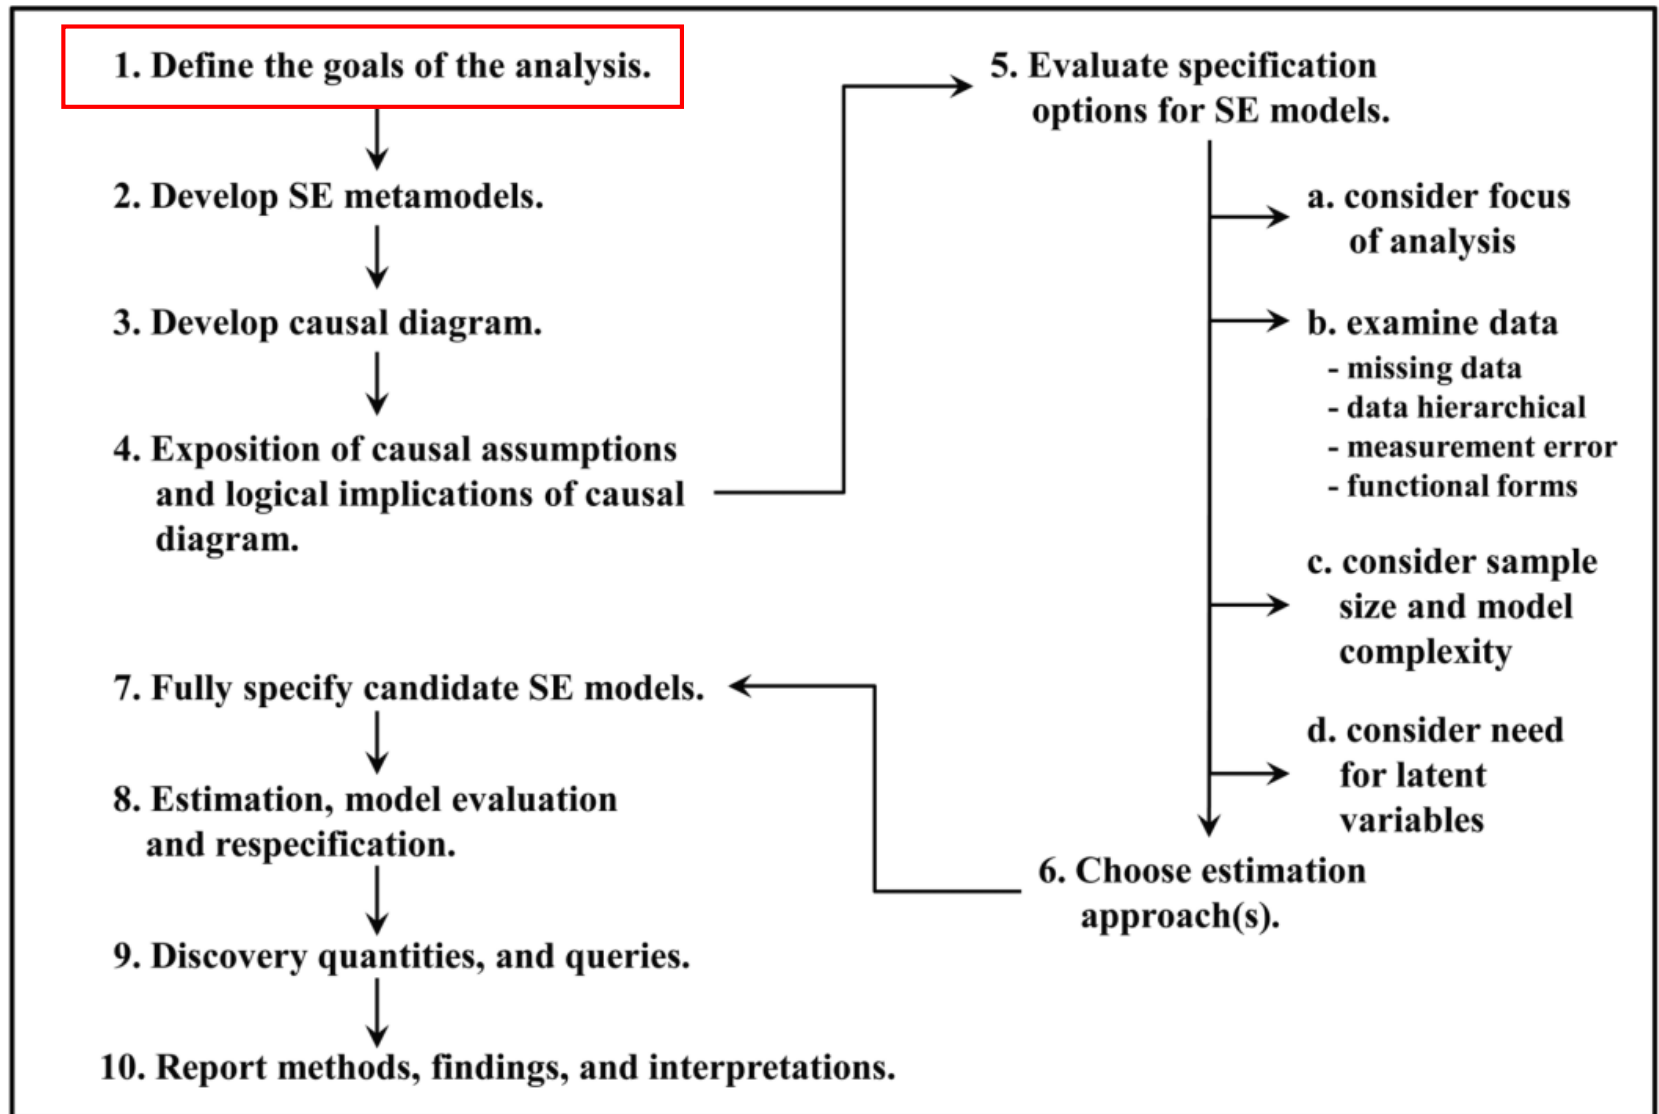 1. Define the goals of the analysis.
2. Develop SE metamodels.
3. Develop causal diagram.
4. Exposition of causal assumptions
and logical implications of causal
diagram.
5. Evaluate specification
options for SE models.
a. consider focus
of analysis
b. examine data
- missing data
- data hierarchical
- measurement error
- functional forms
c. consider sample
size and model
complexity
d. consider need
for latent
variables
6. Choose estimation
approach(s).
7. Fully specify candidate SE models.
8. Estimation, model evaluation
and respecification.
9. Discovery quantities, and queries.
10. Report methods, findings, and interpretations.